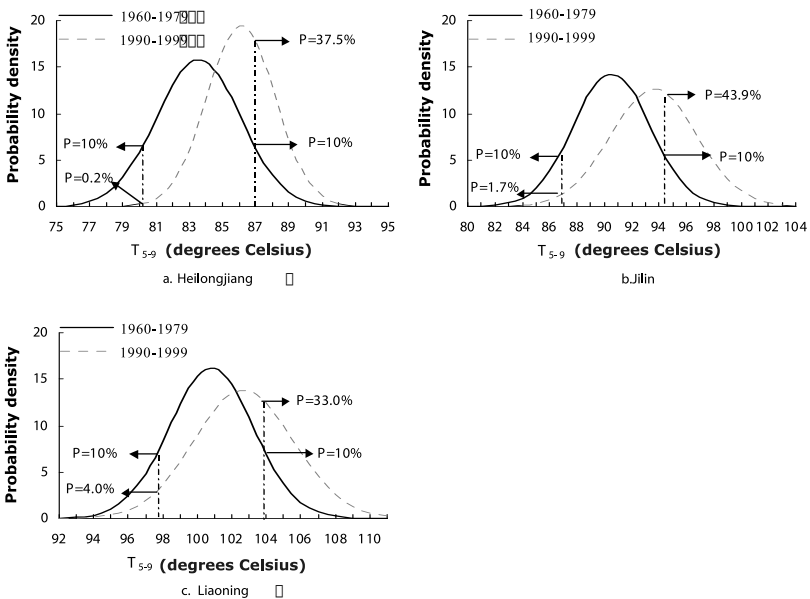 1960-1979
1990-1999
Probability density
20
15
10
5
0
P=37.5%
P=10%
P=10%
P=0.2%
75 77 79 81 83 85 87 89 91 93 95
T5-9 (degrees Celsius)
a. Heilongjiang
1960-1979
1990-1999
Probability density
20
15
10
5
0
P=43.9%
P=10%
P=10%
P=1.7%
80 82 84 86 88 90 92 94 96 98 100 102 104
T5-9 (degrees Celsius)
b.Jilin
1960-1979
1990-1999
Probability density
20
15
10
5
0
P=33.0%
P=10%
P=10%
P=4.0%
92 94 96 98 100 102 104 106 108 110
T5-9 (degrees Celsius)
c. Liaoning